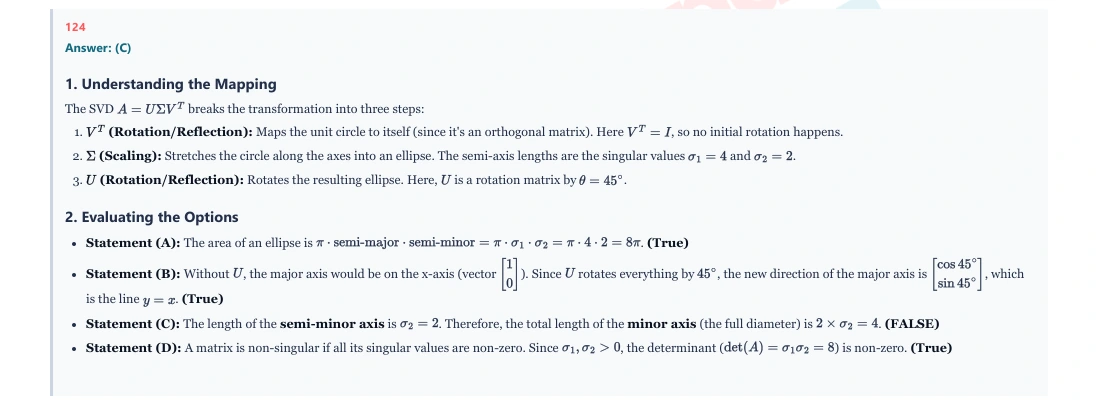 124
Answer: (C)
1. Understanding the Mapping
The SVD A = UΣV^T breaks the transformation into three steps:
1. V^T (Rotation/Reflection): Maps the unit circle to itself (since it's an orthogonal matrix). Here V^T = I, so no initial rotation happens.
2. Σ (Scaling): Stretches the circle along the axes into an ellipse. The semi-axis lengths are the singular values σ₁ = 4 and σ₂ = 2.
3. U (Rotation/Reflection): Rotates the resulting ellipse. Here, U is a rotation matrix by θ = 45°.
2. Evaluating the Options
• Statement (A): The area of an ellipse is π · semi-major · semi-minor = π · σ₁ · σ₂ = π · 4 · 2 = 8π. (True)
• Statement (B): Without U, the major axis would be on the x-axis (vector [1 0]). Since U rotates everything by 45°, the new direction of the major axis is [cos 45° sin 45°], which
is the line y = x. (True)
• Statement (C): The length of the semi-minor axis is σ₂ = 2. Therefore, the total length of the minor axis (the full diameter) is 2 × σ₂ = 4. (FALSE)
• Statement (D): A matrix is non-singular if all its singular values are non-zero. Since σ₁, σ₂ > 0, the determinant (det(A) = σ₁σ₂ = 8) is non-zero. (True)